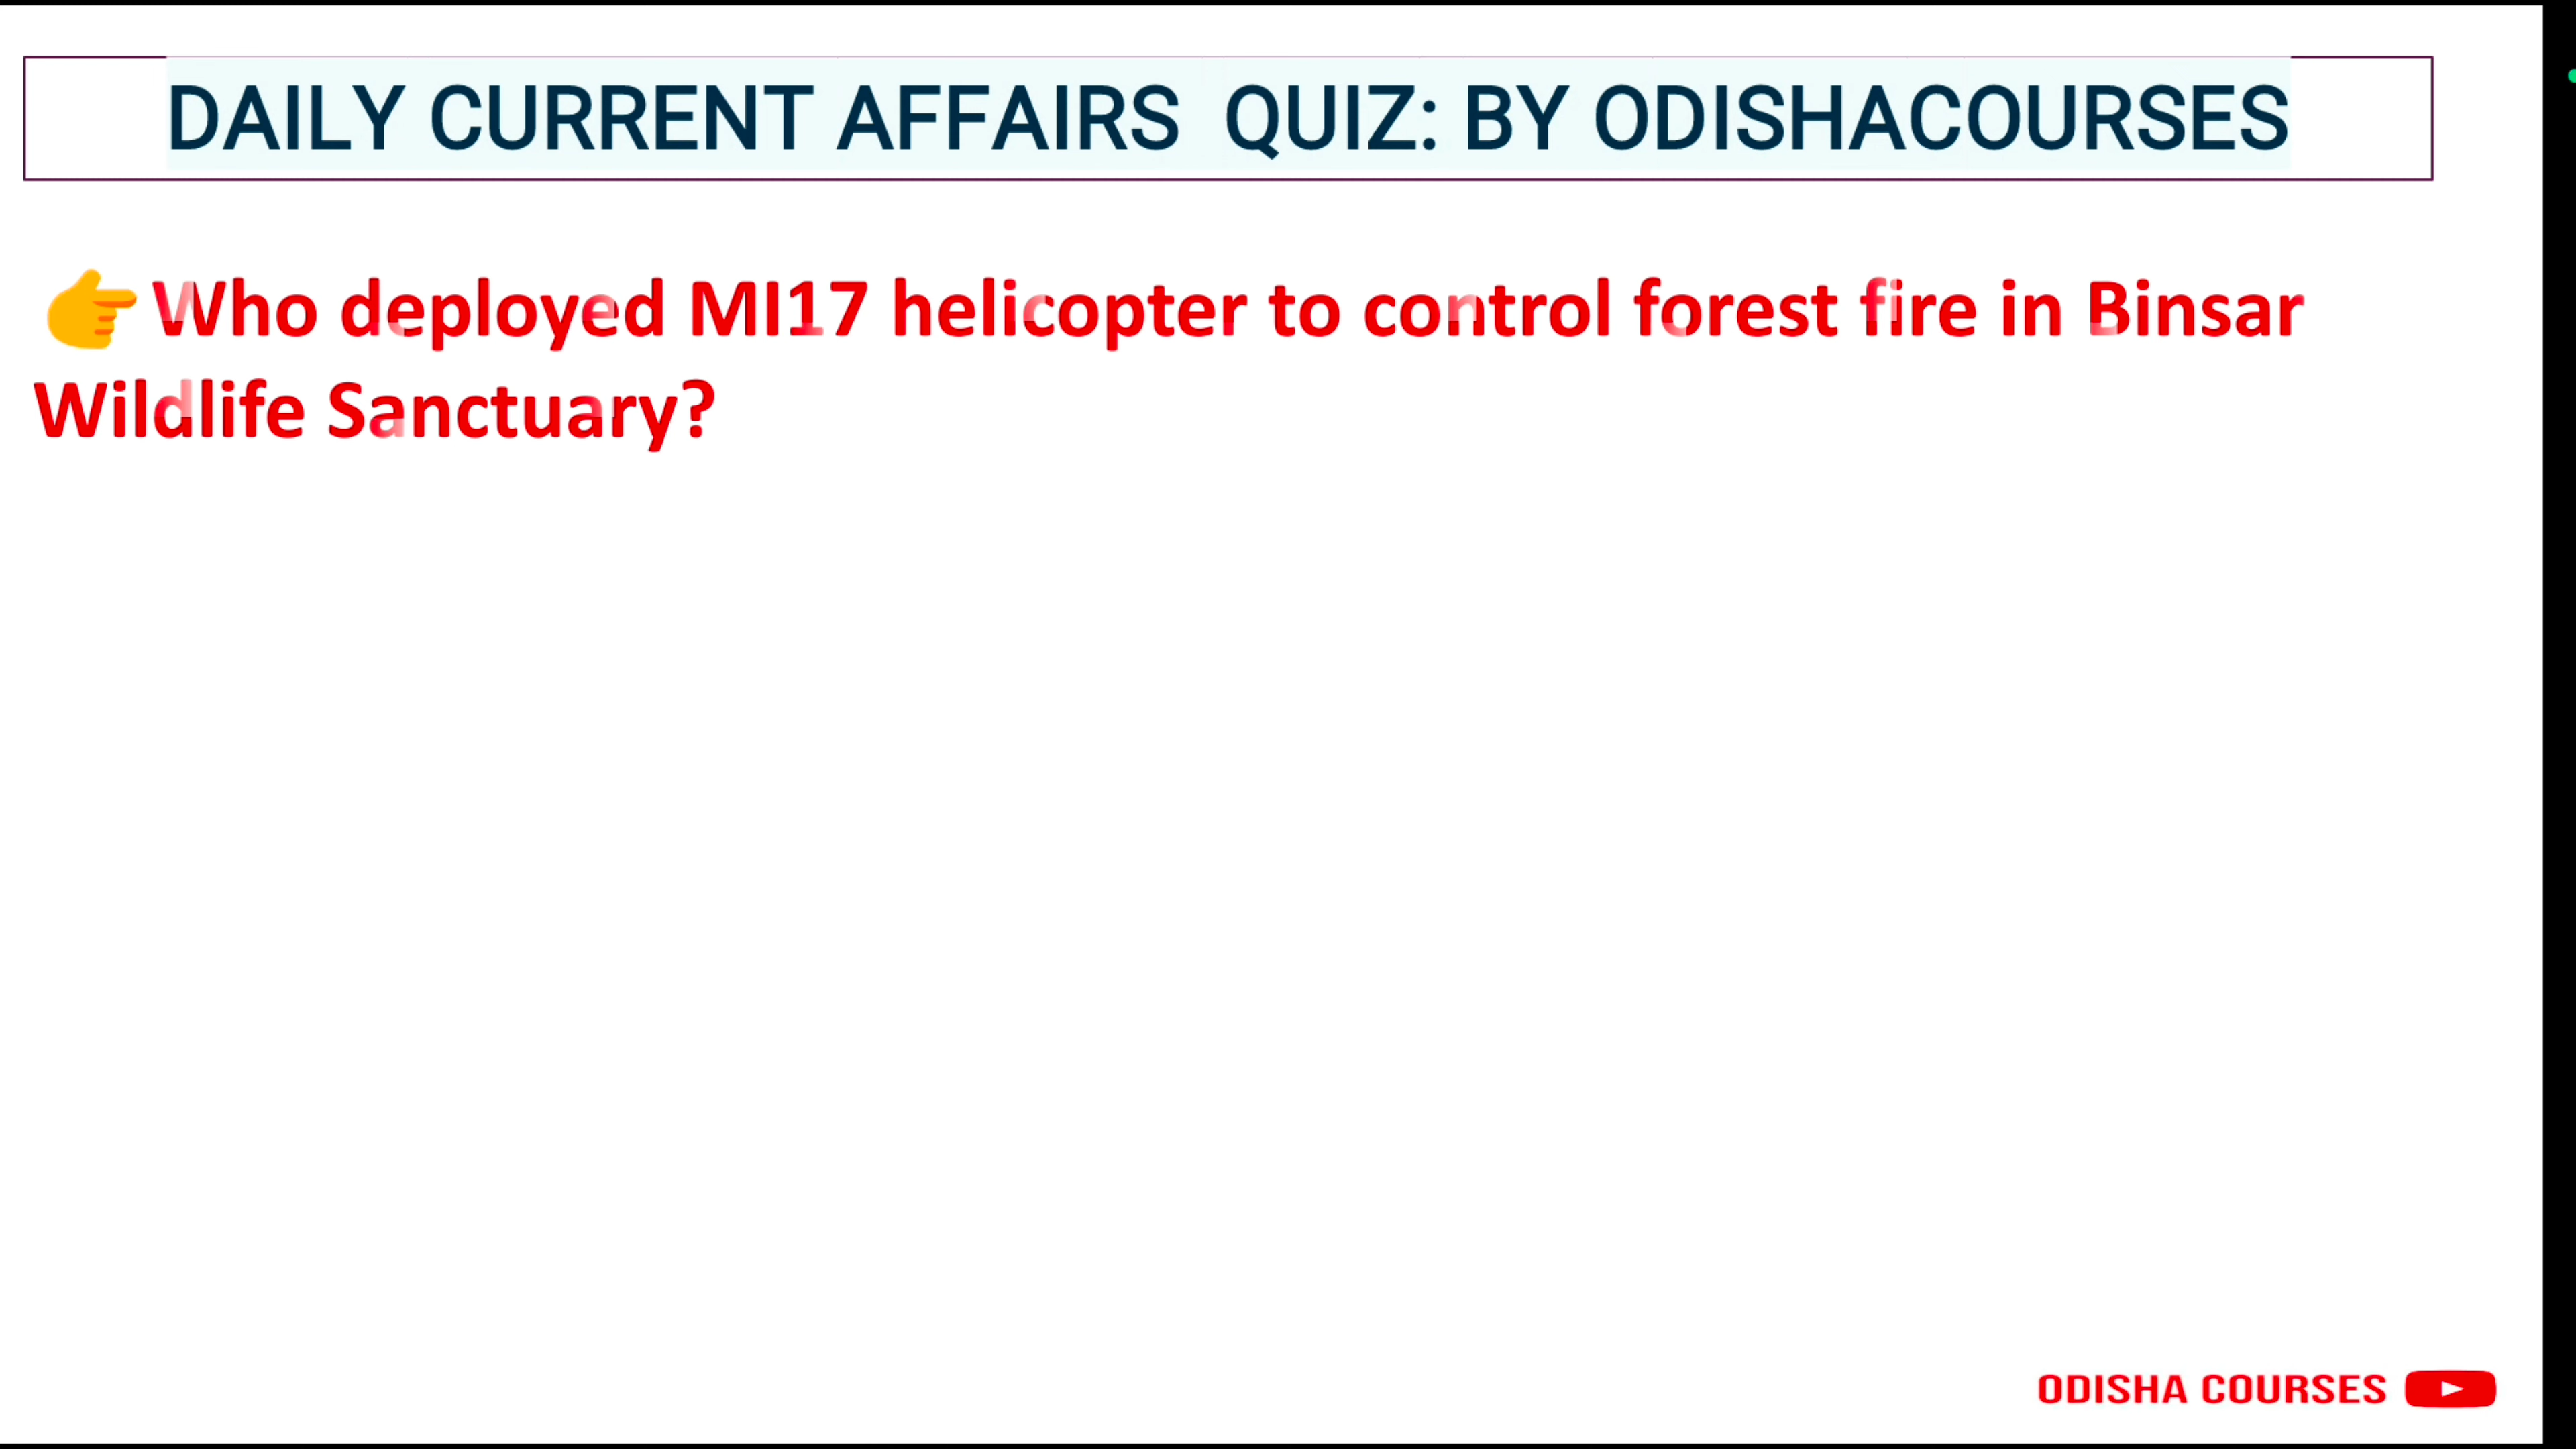 DAILY CURRENT AFFAIRS QUIZ: BY ODISHACOURSES
👉Who deployed MI17 helicopter to control forest fire in Binsar
Wildlife Sanctuary?
ODISHA COURSES